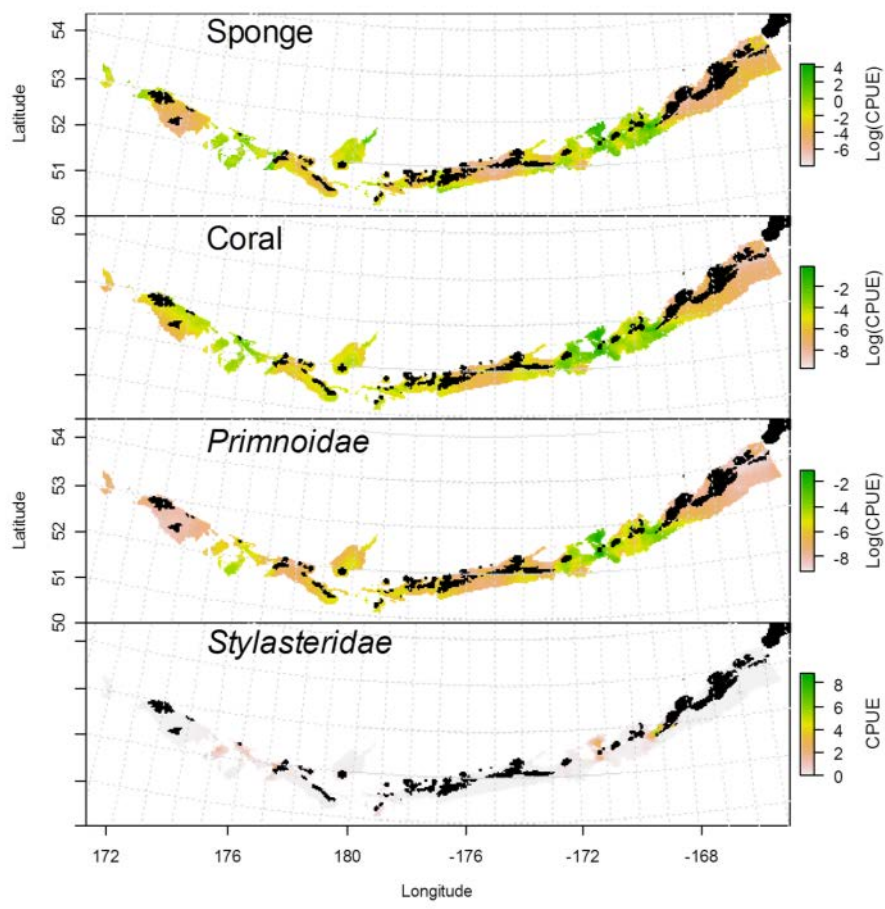 Sponge
54
53
52
51
50
Latitude
4
2
0
-2
-4
-6
Log(CPUE)
Coral
-2
-4
-6
-8
Log(CPUE)
Primnoidae
54
53
52
51
50
Latitude
-2
-4
-6
-8
Log(CPUE)
Stylasteridae
8
6
4
2
0
CPUE
172 176 180 -176 -172 -168
Longitude